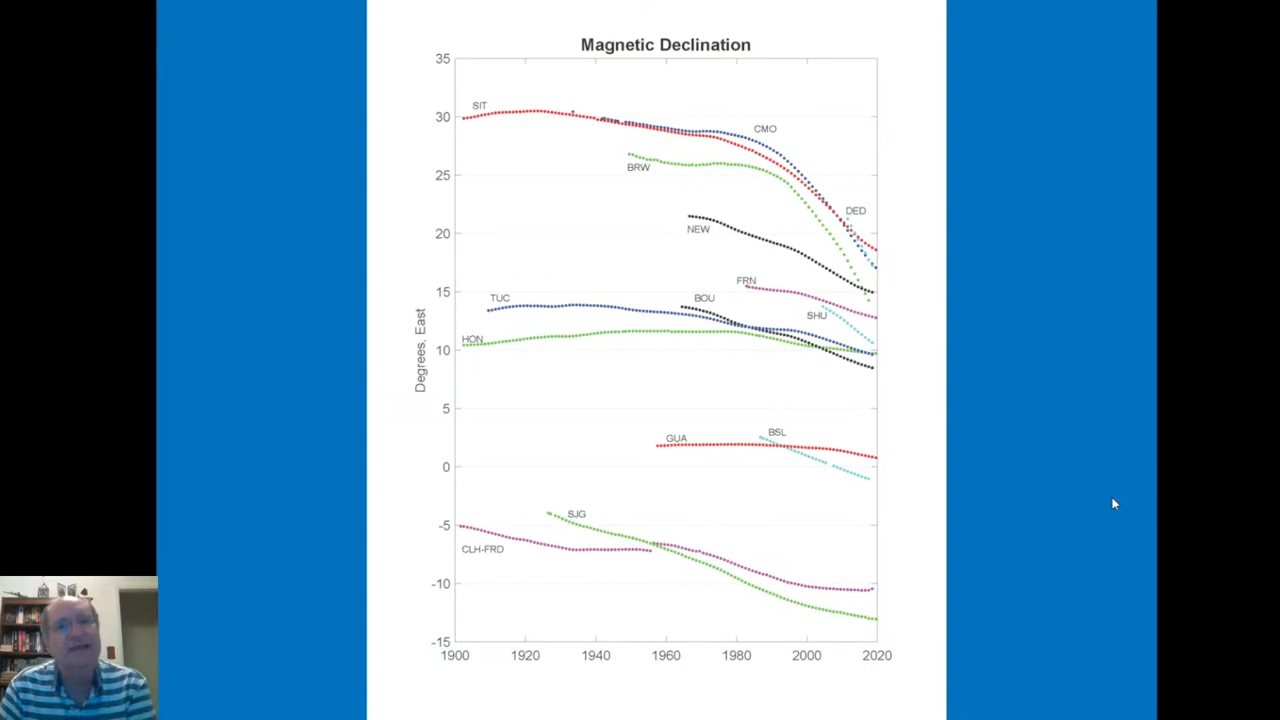 Magnetic Declination
35
SIT
30
CMO
BRW
25
DED
NEW
20
FRN
15
TUC
BOU
SHU
HON
10
Degrees, East
5
BSL
GUA
0
SJG
-5
CLH-FRD
-10
-15
1900 1920 1940 1960 1980 2000 2020